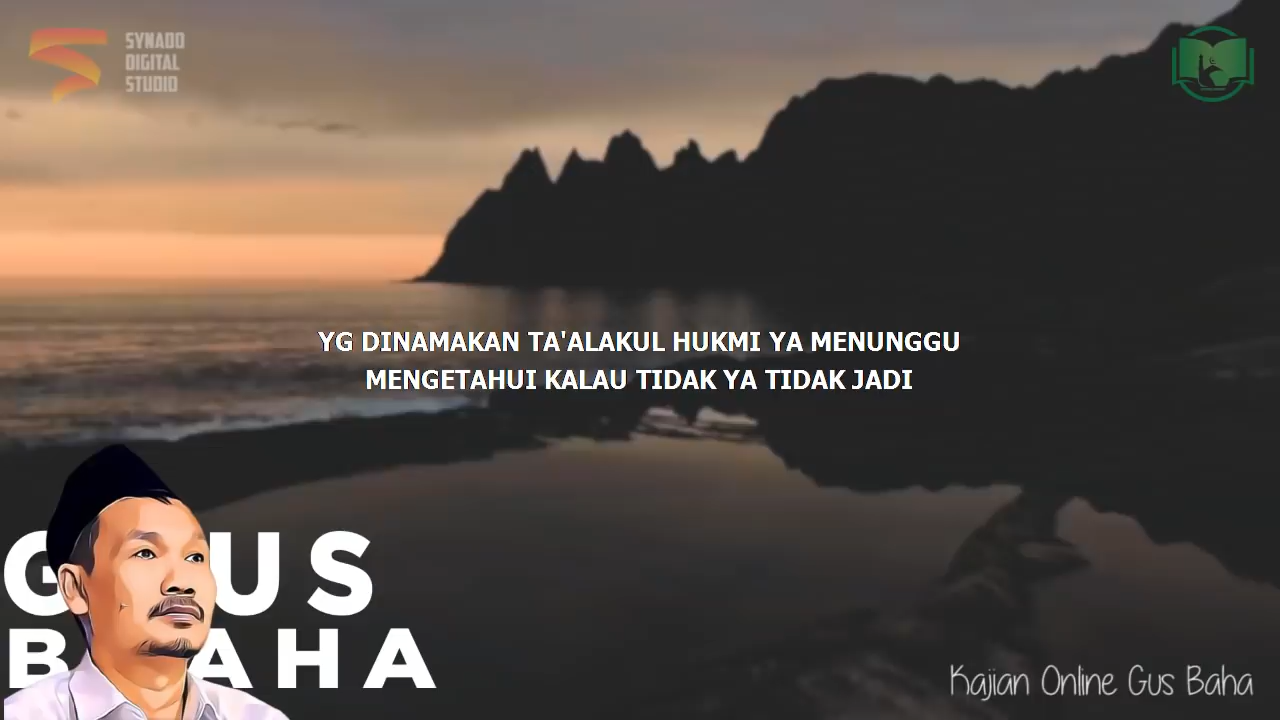 SYNADO
DIGITAL
STUDIO
YG DINAMAKAN TA'ALAKUL HUKMI YA MENUNGGU
MENGETAHUI KALAU TIDAK YA TIDAK JADI
GUS
BAHA
Kajian Online Gus Baha